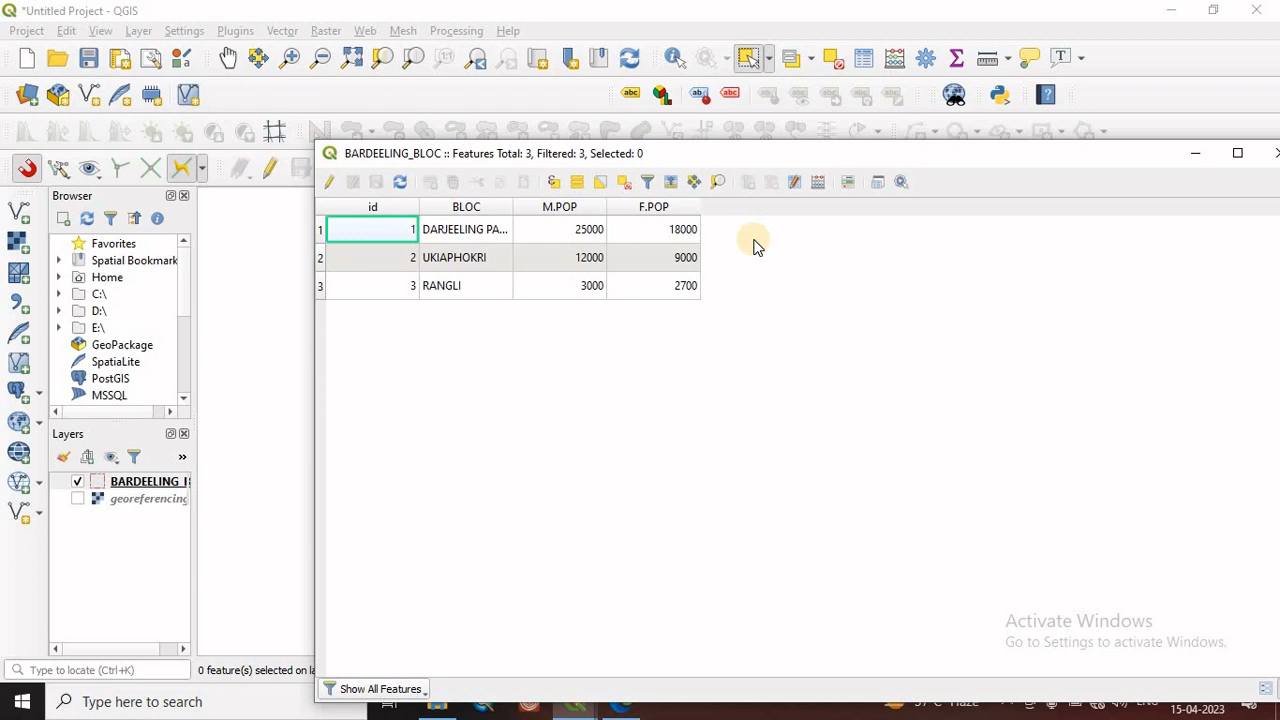 *Untitled Project - QGIS
Project Edit View Layer Settings Plugins Vector Raster Web Mesh Processing Help
BARDEELING_BLOC :: Features Total: 3, Filtered: 3, Selected: 0
Browser
Favorites
Spatial Bookmark
Home
C:\
D:\
E:\
GeoPackage
SpatiaLite
PostGIS
MSSQL
Layers
BARDEELING_
georeferencing
id BLOC M.POP F.POP
1 1 DARJEELING PA... 25000 18000
2 2 UKIAPHOKRI 12000 9000
3 3 RANGLI 3000 2700
Activate Windows
Go to Settings to activate Windows.
Show All Features
Type to locate (Ctrl+K)
0 feature(s) selected on la
Type here to search
Haze
15-04-2023